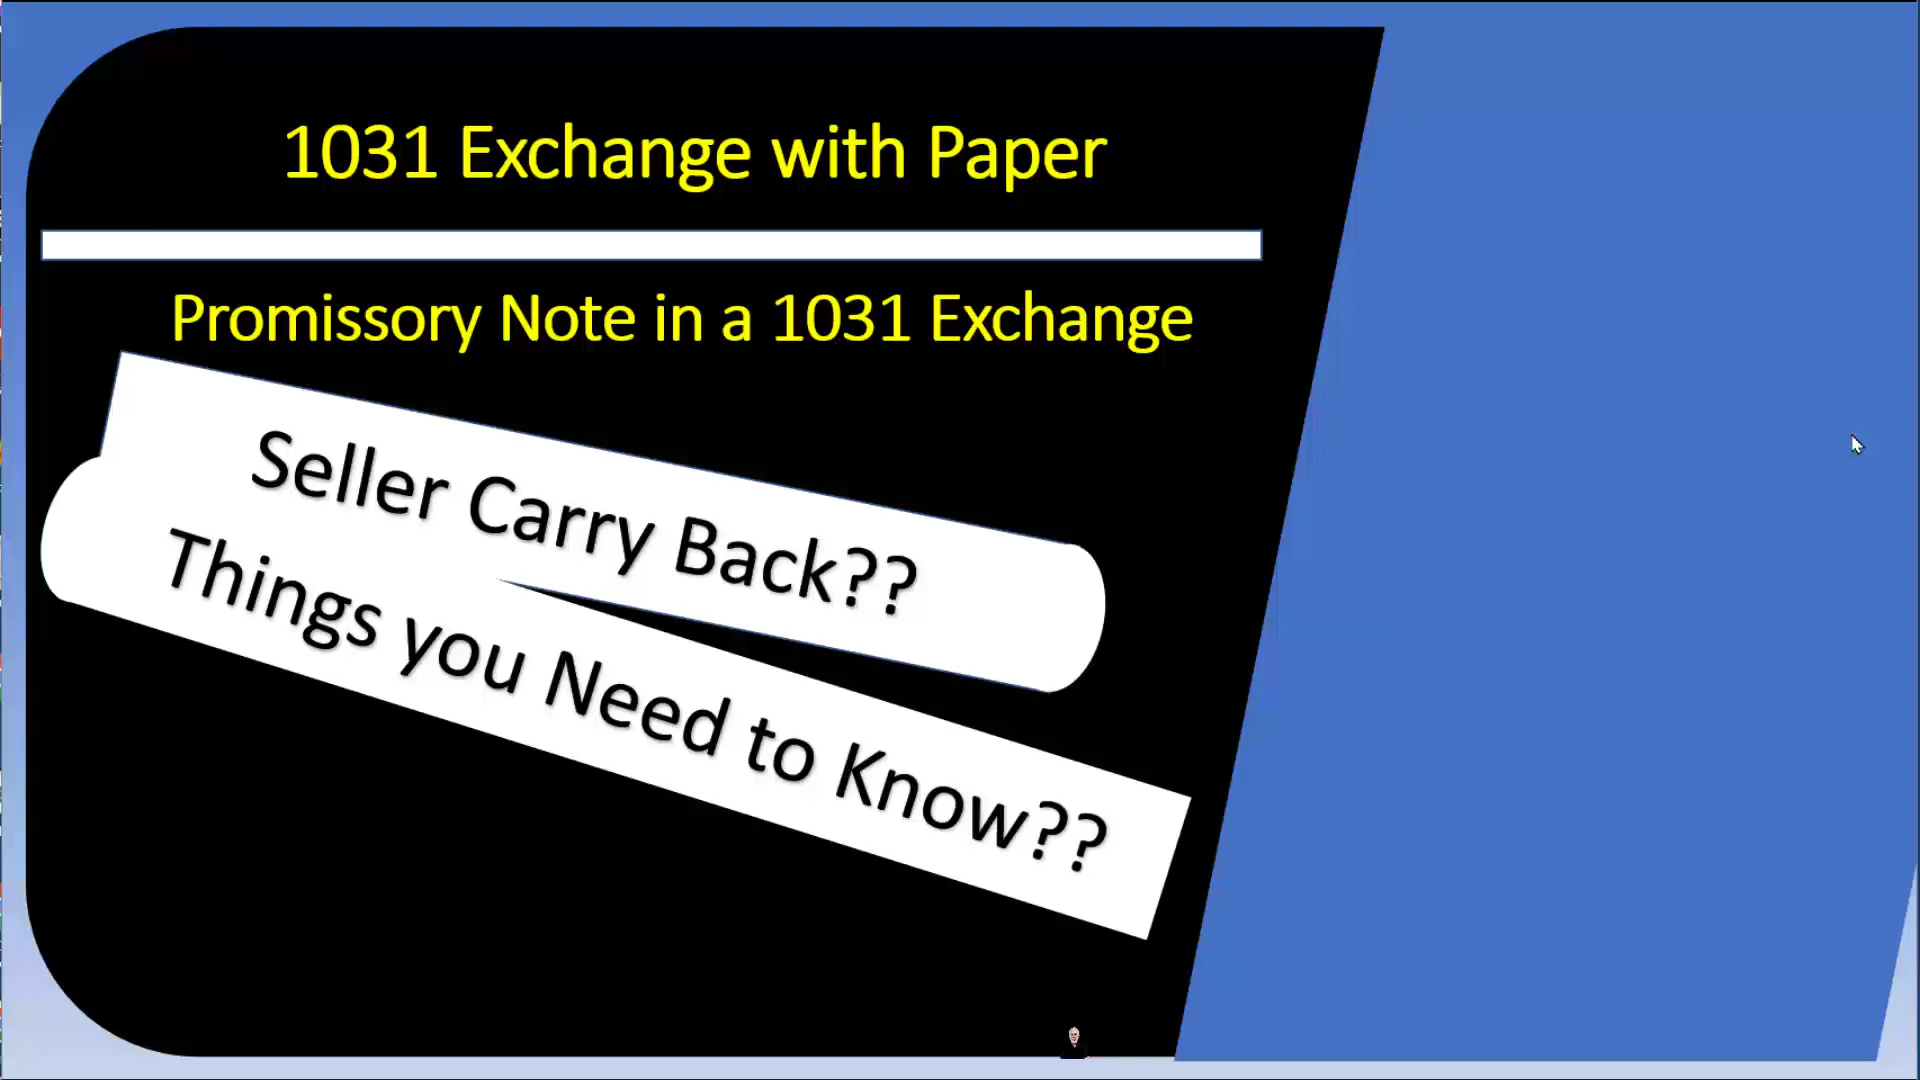 1031 Exchange with Paper
Promissory Note in a 1031 Exchange
Seller Carry Back??
Things you Need to Know??